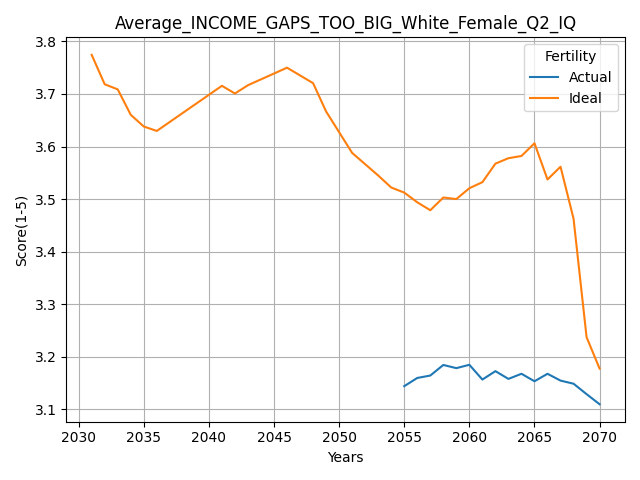 Average_INCOME_GAPS_TOO_BIG_White_Female_Q2_IQ
Score(1-5)
3.8
3.7
3.6
3.5
3.4
3.3
3.2
3.1
Fertility
Actual
Ideal
2030 2035 2040 2045 2050 2055 2060 2065 2070
Years